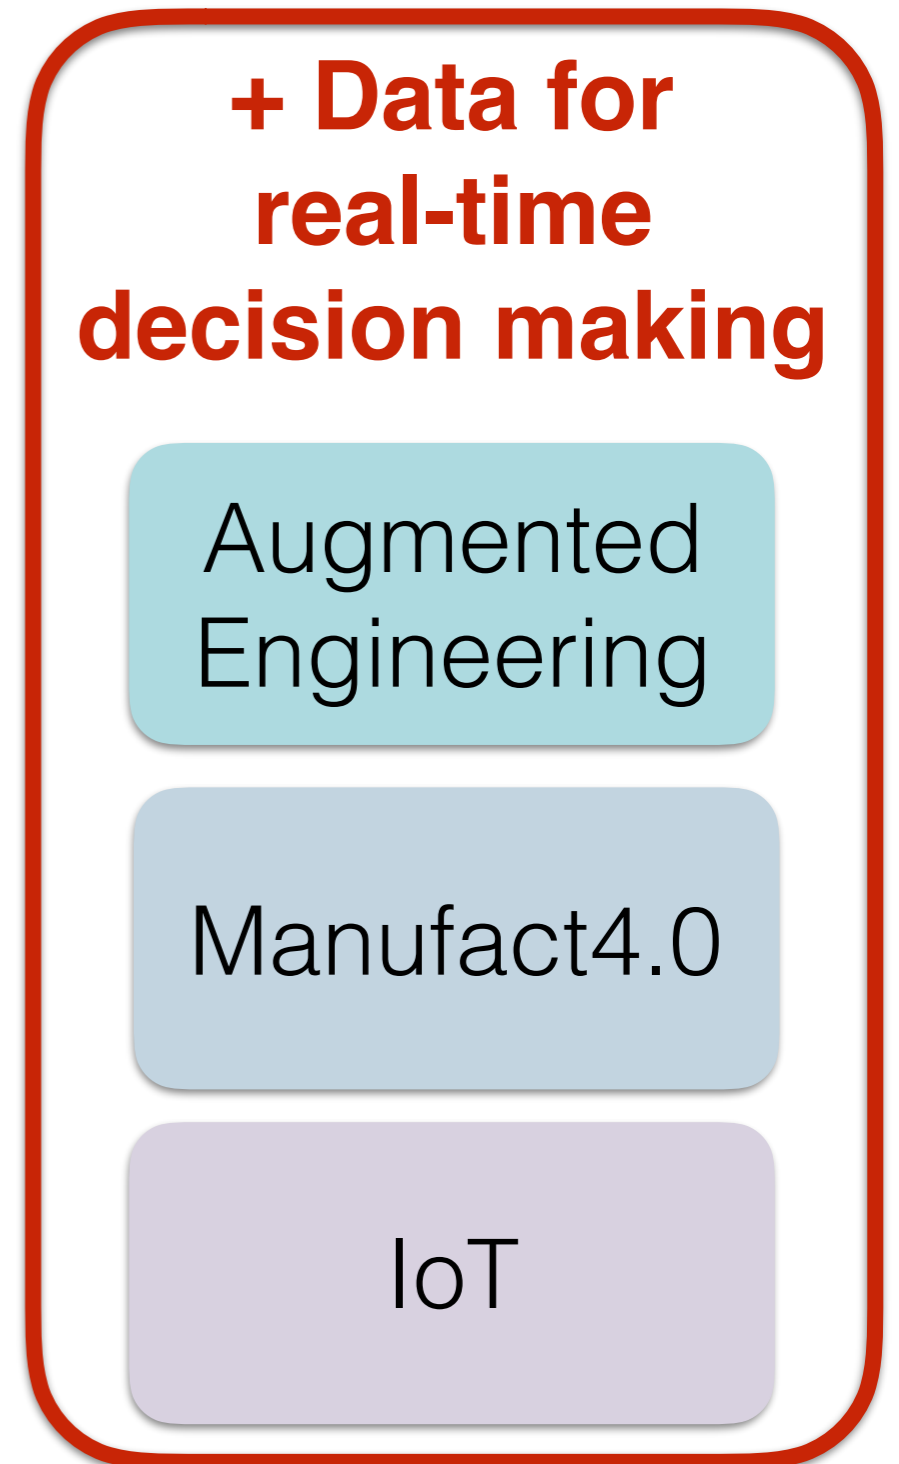 + Data for
real-time
decision making
Augmented
Engineering
Manufact4.0
IoT